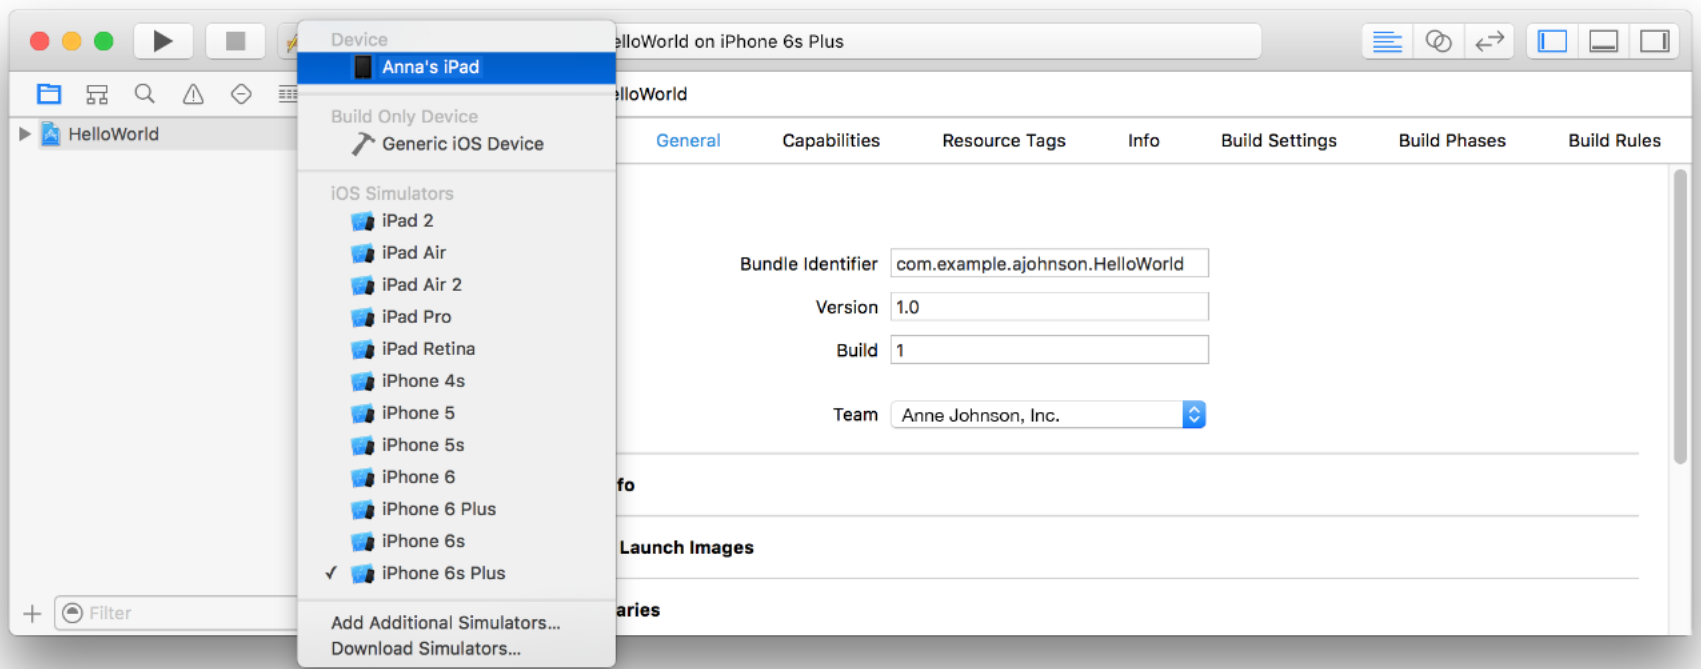 Device
elloWorld on iPhone 6s Plus
Anna's iPad
elloWorld
Build Only Device
Generic iOS Device
HelloWorld
General Capabilities Resource Tags Info Build Settings Build Phases Build Rules
iOS Simulators
iPad 2
iPad Air
iPad Air 2
iPad Pro
iPad Retina
iPhone 4s
iPhone 5
iPhone 5s
iPhone 6
iPhone 6 Plus
iPhone 6s
✓ iPhone 6s Plus
Add Additional Simulators...
Download Simulators...
Bundle Identifier com.example.ajohnson.HelloWorld
Version 1.0
Build 1
Team Anne Johnson, Inc.
fo
Launch Images
aries
Filter